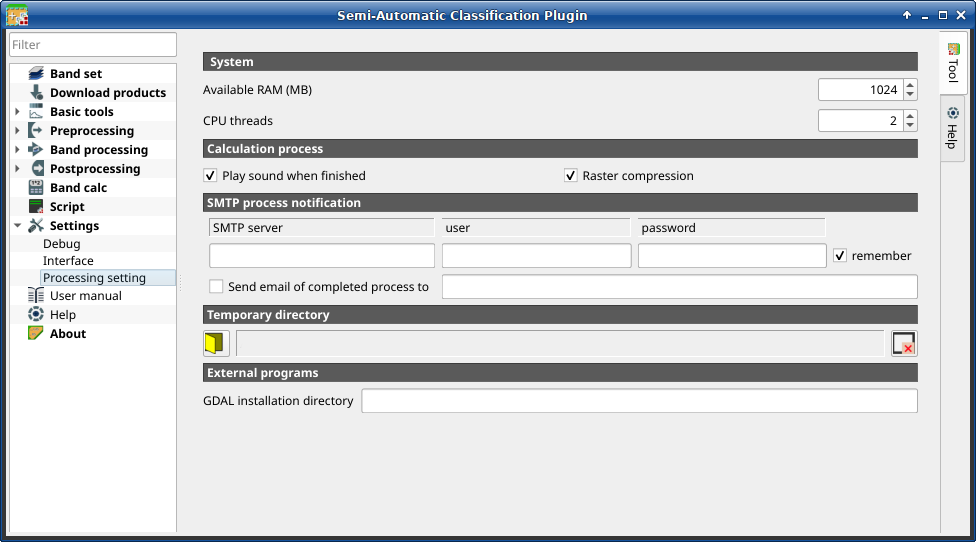 Semi-Automatic Classification Plugin
Filter
Band set
Download products
Basic tools
Preprocessing
Band processing
Postprocessing
Band calc
Script
Settings
Debug
Interface
Processing setting
User manual
Help
About
System
Available RAM (MB) 1024
CPU threads 2
Calculation process
Play sound when finished Raster compression
SMTP process notification
SMTP server user password
remember
Send email of completed process to
Temporary directory
External programs
GDAL installation directory
Tool
Help